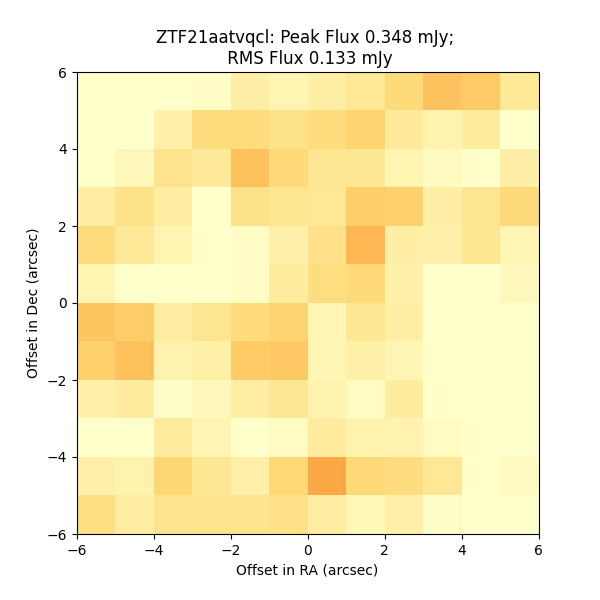 ZTF21aatvqcl: Peak Flux 0.348 mJy;
RMS Flux 0.133 mJy
6
4
2
0
−2
−4
−6
Offset in Dec (arcsec)
−6 −4 −2 0 2 4 6
Offset in RA (arcsec)